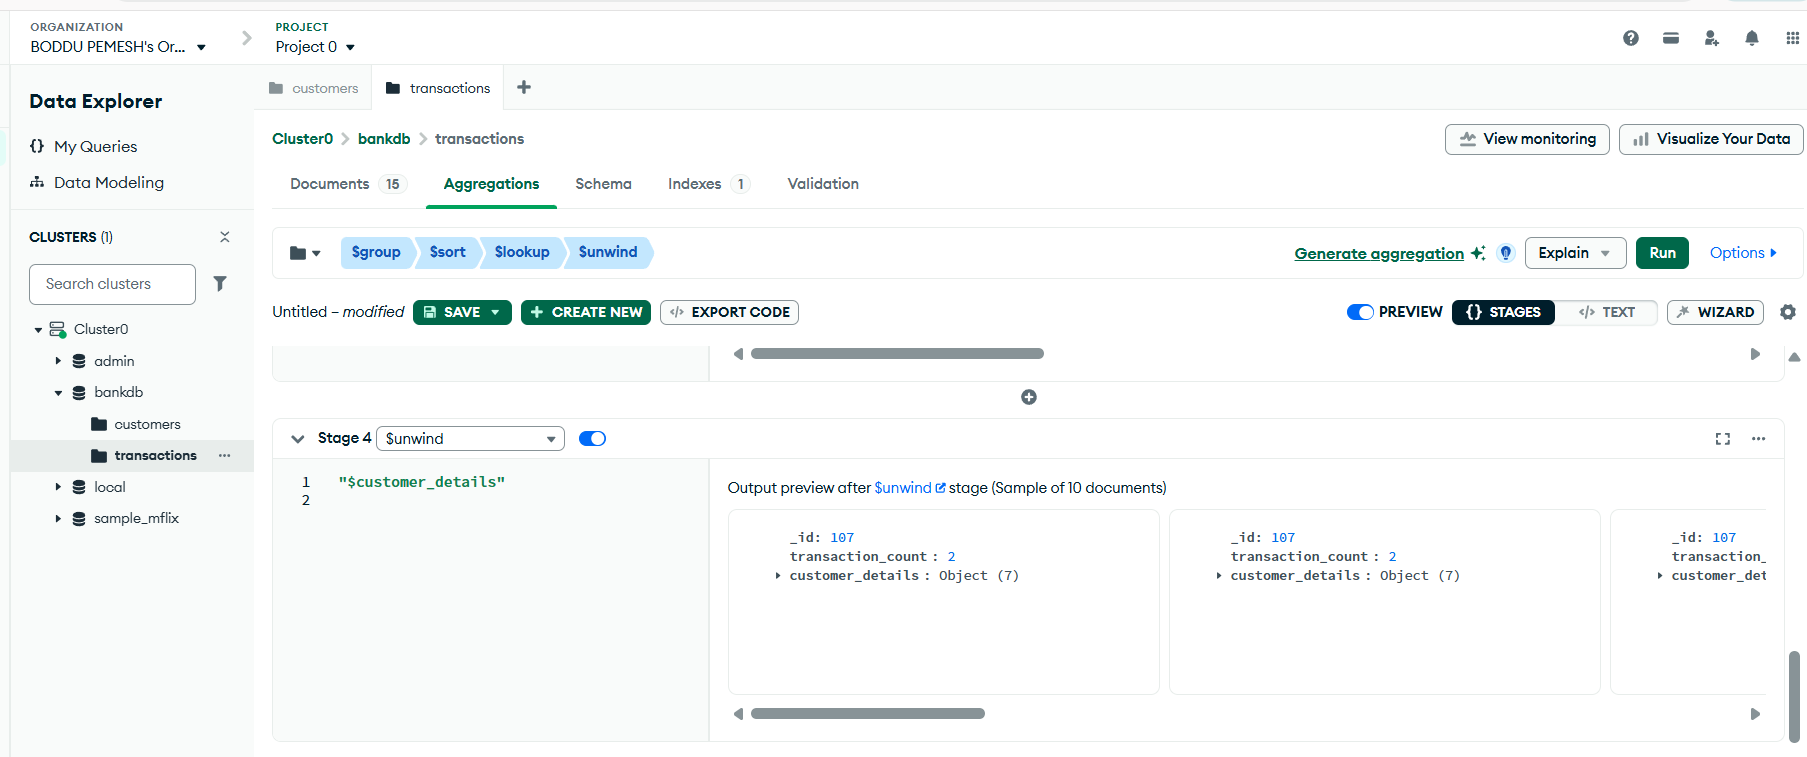 ORGANIZATION
BODDU PEMESH's Or...
PROJECT
Project 0
Data Explorer
My Queries
Data Modeling
CLUSTERS (1)
Search clusters
Cluster0
admin
bankdb
customers
transactions
local
sample_mflix
customers
transactions
Cluster0 > bankdb > transactions
View monitoring
Visualize Your Data
Documents 15
Aggregations
Schema
Indexes 1
Validation
$group
$sort
$lookup
$unwind
Generate aggregation
Explain
Run
Options
Untitled – modified
SAVE
CREATE NEW
</> EXPORT CODE
PREVIEW
{} STAGES
</> TEXT
WIZARD
Stage 4
$unwind
1 "$customer_details"
2
Output preview after $unwind stage (Sample of 10 documents)
_id: 107
transaction_count : 2
customer_details : Object (7)
_id: 107
transaction_count : 2
customer_details : Object (7)
_id: 107
transaction_
customer_det